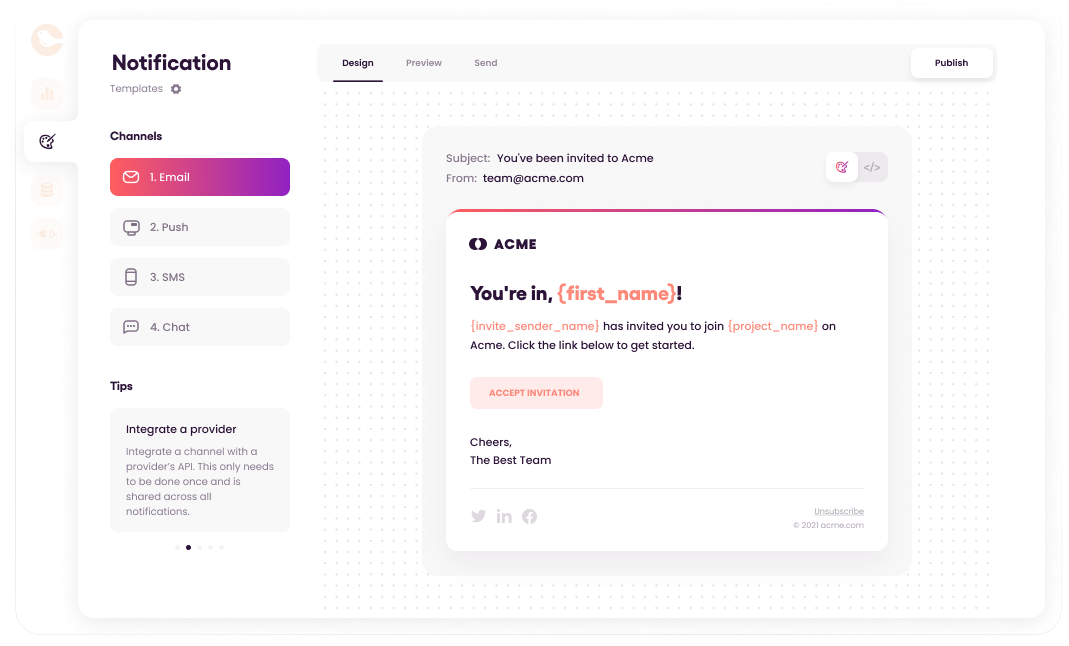 Notification
Templates
Channels
1. Email
2. Push
3. SMS
4. Chat
Tips
Integrate a provider
Integrate a channel with a
provider's API. This only needs
to be done once and is
shared across all
notifications.
Design Preview Send
Publish
Subject: You've been invited to Acme
From: team@acme.com
</>
ACME
You're in, {first_name}!
{invite_sender_name} has invited you to join {project_name} on
Acme. Click the link below to get started.
ACCEPT INVITATION
Cheers,
The Best Team
Unsubscribe
© 2021 acme.com